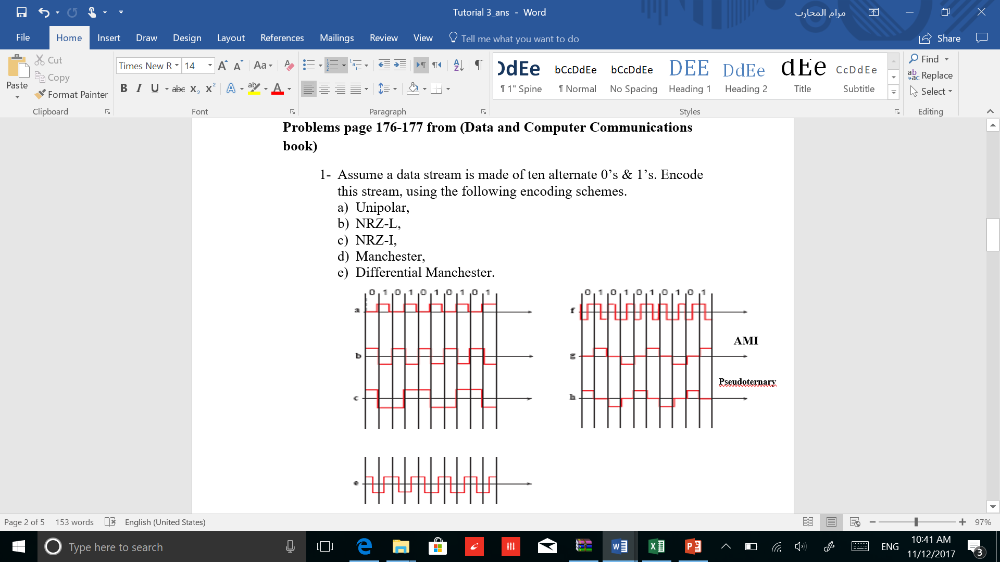 Tutorial 3_ans - Word
مرام المحارب
File Home Insert Draw Design Layout References Mailings Review View Tell me what you want to do Share
Paste
Cut
Copy
Format Painter
Clipboard
Times New R 14
Font
Paragraph
DdEe bCcDdEe bCcDdEe DEE DdEe dEe CcDdEe
¶ 1" Spine ¶ Normal No Spacing Heading 1 Heading 2 Title Subtitle
Styles
Find
Replace
Select
Editing
Problems page 176-177 from (Data and Computer Communications
book)
1- Assume a data stream is made of ten alternate 0’s & 1’s. Encode
this stream, using the following encoding schemes.
a) Unipolar,
b) NRZ-L,
c) NRZ-I,
d) Manchester,
e) Differential Manchester.
0 1 0 1 0 1 0 1 0 1
a
b
c
e
0 1 0 1 0 1 0 1 0 1
f
g
h
AMI
Pseudoternary
Page 2 of 5 153 words English (United States) 97%
Type here to search
ENG
10:41 AM
11/12/2017
3